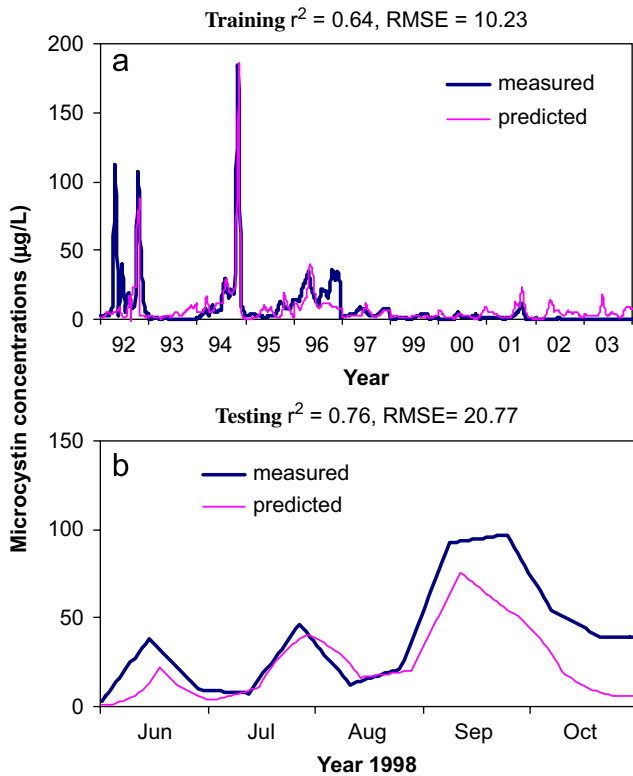 Training r² = 0.64, RMSE = 10.23
200
150
100
50
0
a
measured
predicted
92 93 94 95 96 97 98 99 00 01 02 03
Year
Microcystin concentrations (µg/L)
Testing r² = 0.76, RMSE= 20.77
150
100
50
0
b
measured
predicted
Jun Jul Aug Sep Oct
Year 1998